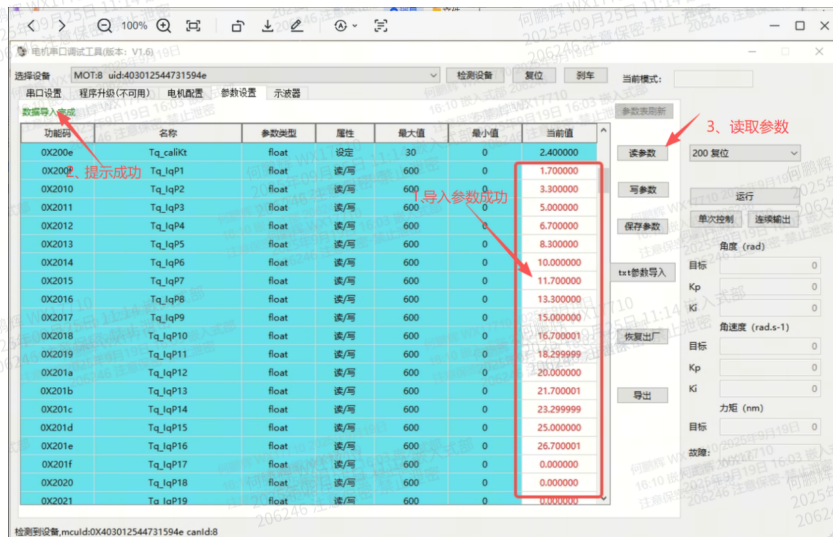 100%
电机串口调试工具(版本: V1.6)
选择设备 MOT:8 uid:403012544731594e 检测设备 复位 刹车 当前模式:
串口设置 程序升级(不可用) 电机配置 参数设置 示波器
数据导入完成 参数表刷新
功能码 名称 参数类型 属性 最大值 最小值 当前值
0X200e Tq_caliKt float 设定 30 0 2.400000
0X200f Tq_IqP1 float 读/写 600 0 1.700000
0X2010 Tq_IqP2 float 读/写 600 0 3.300000
0X2011 Tq_IqP3 float 读/写 600 0 5.000000
0X2012 Tq_IqP4 float 读/写 600 0 6.700000
0X2013 Tq_IqP5 float 读/写 600 0 8.300000
0X2014 Tq_IqP6 float 读/写 600 0 10.000000
0X2015 Tq_IqP7 float 读/写 600 0 11.700000
0X2016 Tq_IqP8 float 读/写 600 0 13.300000
0X2017 Tq_IqP9 float 读/写 600 0 15.000000
0X2018 Tq_IqP10 float 读/写 600 0 16.700001
0X2019 Tq_IqP11 float 读/写 600 0 18.299999
0X201a Tq_IqP12 float 读/写 600 0 20.000000
0X201b Tq_IqP13 float 读/写 600 0 21.700001
0X201c Tq_IqP14 float 读/写 600 0 23.299999
0X201d Tq_IqP15 float 读/写 600 0 25.000000
0X201e Tq_IqP16 float 读/写 600 0 26.700001
0X201f Tq_IqP17 float 读/写 600 0 0.000000
0X2020 Tq_IqP18 float 读/写 600 0 0.000000
0X2021 Tq_IqP19 float 读/写 600 0 0.000000
2、提示成功
1.导入参数成功
3、读取参数
读参数
写参数
保存参数
txt参数导入
恢复出厂
导出
200 复位
运行
单次控制 连续输出
角度 (rad)
目标 0
Kp 0
Ki 0
角速度 (rad.s-1)
目标 0
Kp 0
Ki 0
力矩 (nm)
目标 0
故障:
检测到设备,mcuId:0X403012544731594e canId:8